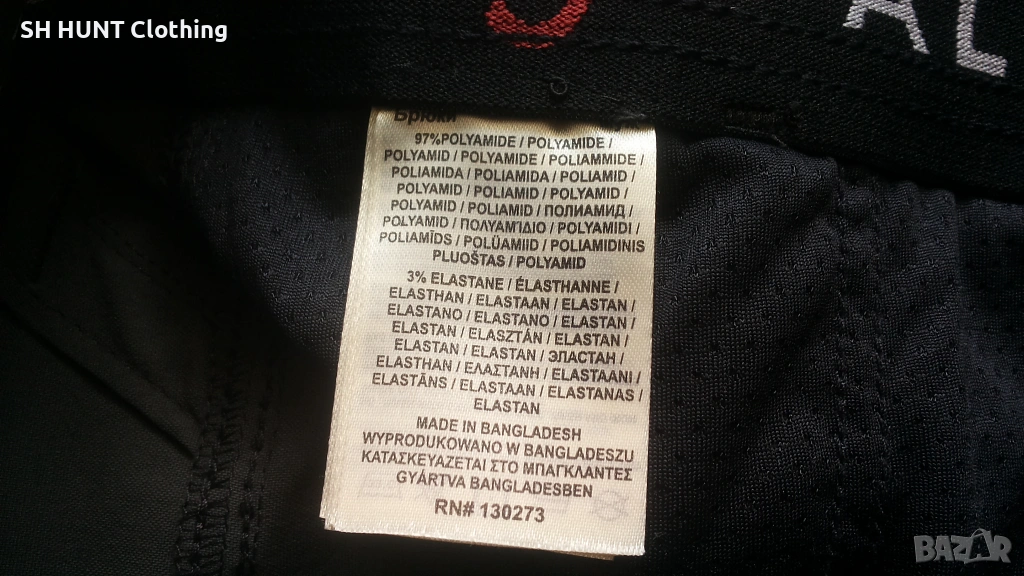 SH HUNT Clothing
AL
Брюки
97%POLYAMIDE / POLYAMIDE /
POLYAMID / POLYAMIDE / POLIAMMIDE /
POLIAMIDA / POLIAMIDA / POLIAMID /
POLYAMID / POLIAMID / POLYAMID /
POLYAMID / POLIAMID / ПОЛИАМИД /
POLYAMID / ΠΟΛΥΑΜΊΔΙΟ / POLYAMIDI /
POLIAMĪDS / POLÜAMIID / POLIAMIDINIS
PLUOŠTAS / POLYAMID
3% ELASTANE / ÉLASTHANNE /
ELASTHAN / ELASTAAN / ELASTAN /
ELASTANO / ELASTANO / ELASTAN /
ELASTAN / ELASZTÁN / ELASTAN /
ELASTAN / ELASTAN / ЭЛАСТАН /
ELASTHAN / ΕΛΑΣΤΑΝΗ / ELASTAANI /
ELASTĀNS / ELASTAAN / ELASTANAS /
ELASTAN
MADE IN BANGLADESH
WYPRODUKOWANO W BANGLADESZU
ΚΑΤΑΣΚΕΥΑΖΕΤΑΙ ΣΤΟ ΜΠΑΓΚΛΑΝΤΕΣ
GYÁRTVA BANGLADESBEN
RN# 130273
BAZAR